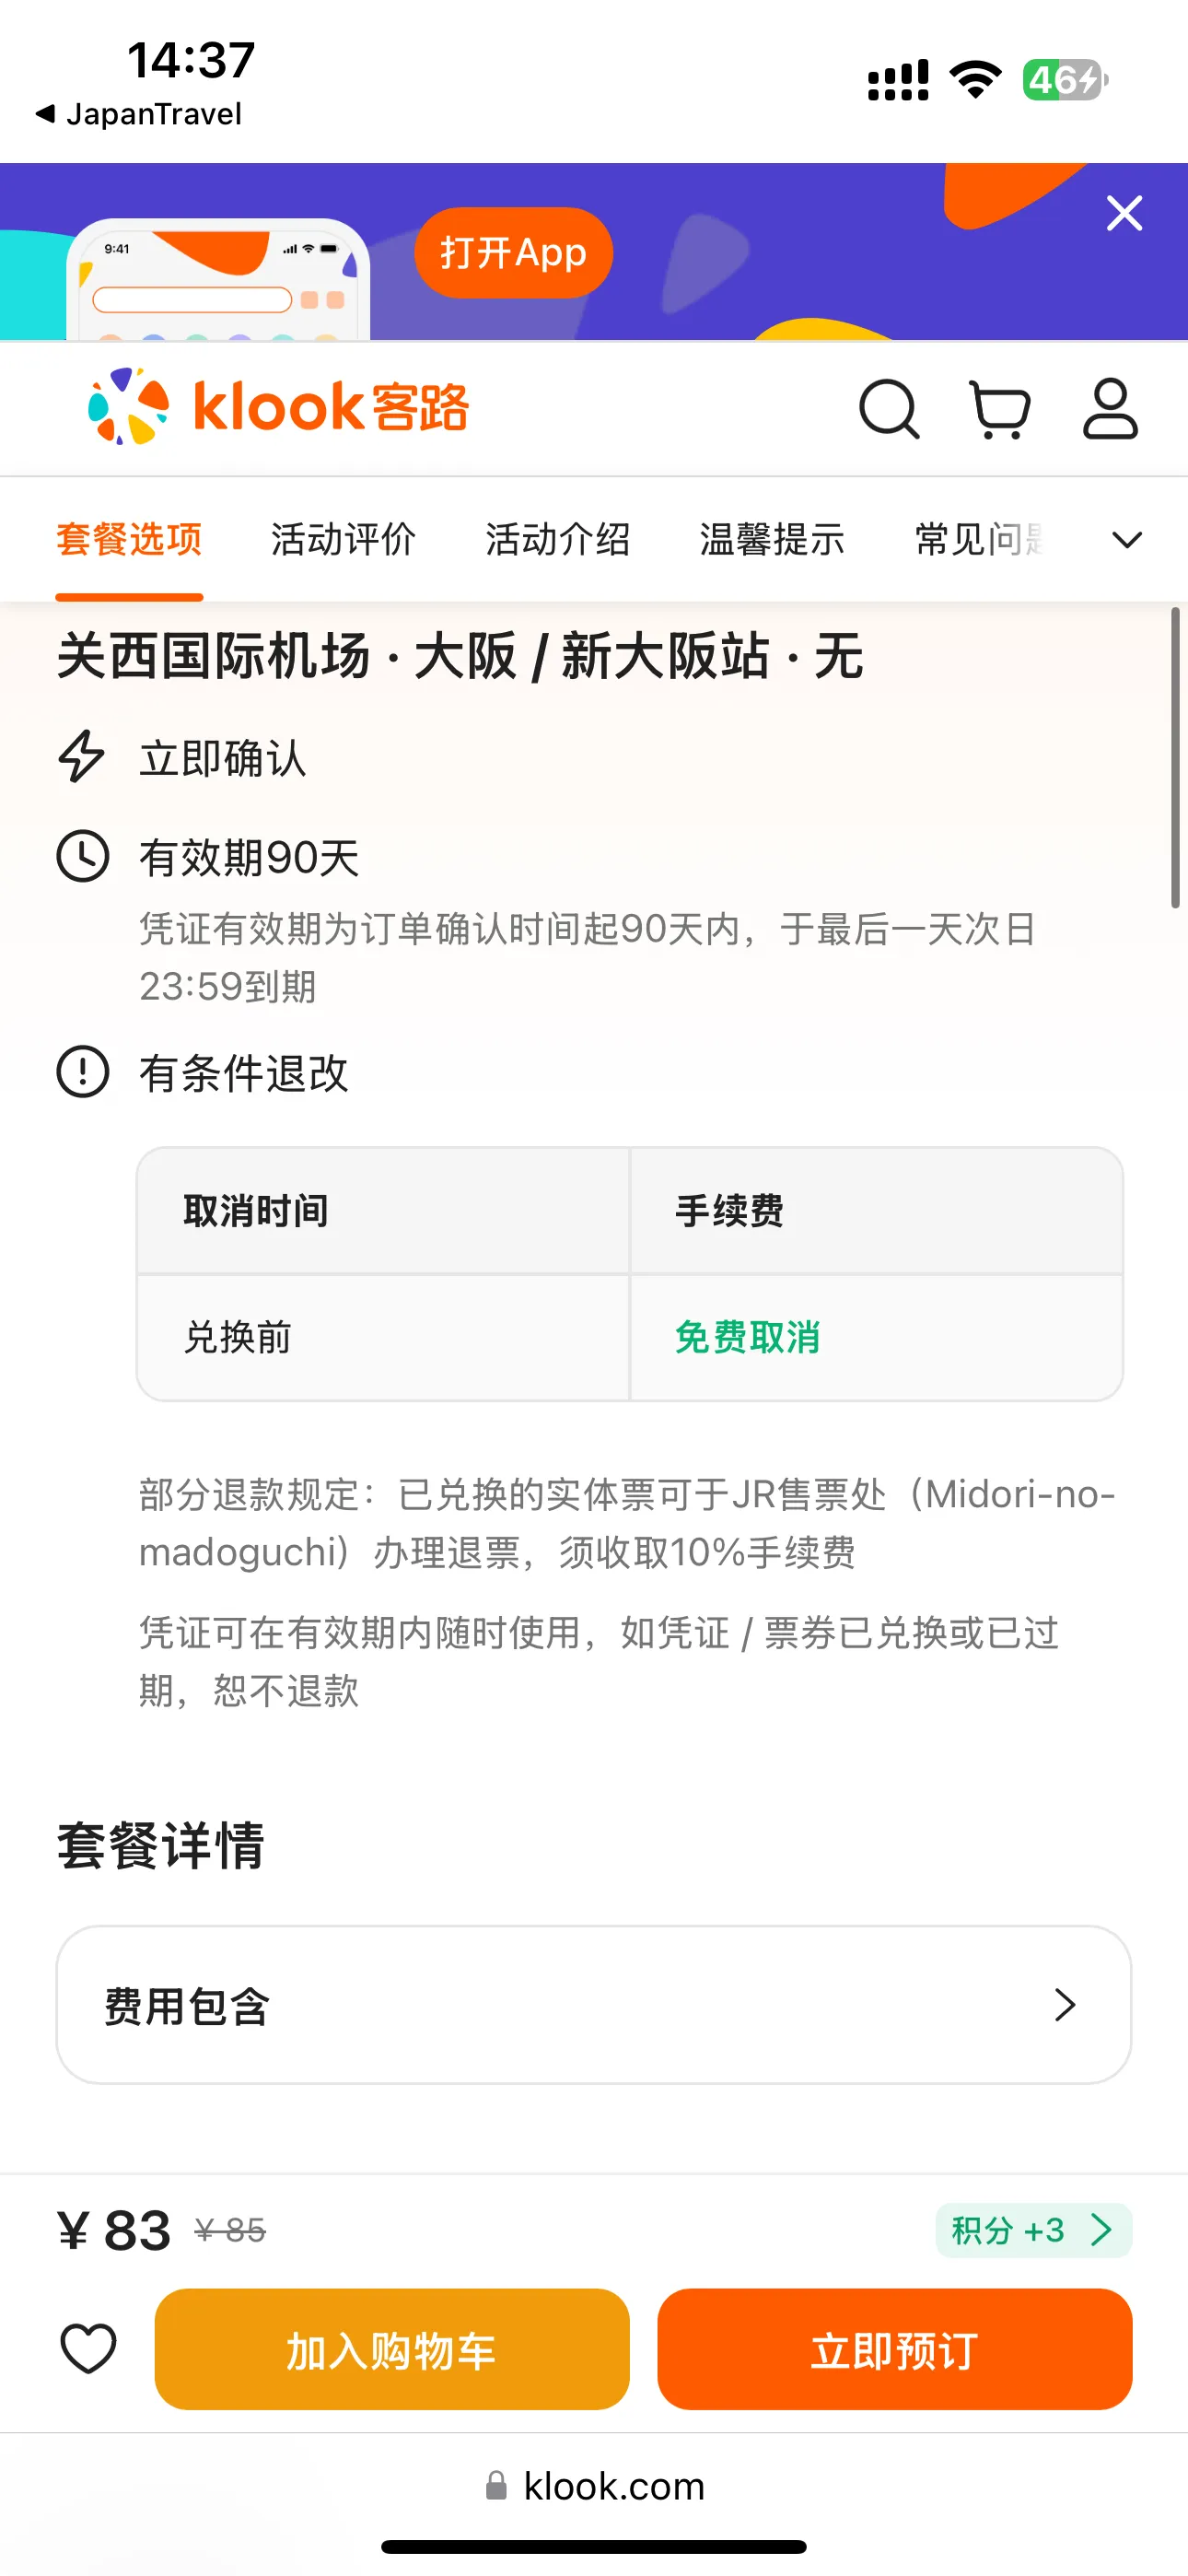 14:37
46
◀ JapanTravel
9:41
打开App
klook客路
套餐选项 活动评价 活动介绍 温馨提示 常见问题
关西国际机场 · 大阪 / 新大阪站 · 无
立即确认
有效期90天
凭证有效期为订单确认时间起90天内，于最后一天次日
23:59到期
有条件退改
取消时间 手续费
兑换前 免费取消
部分退款规定：已兑换的实体票可于JR售票处（Midori-no-
madoguchi）办理退票，须收取10%手续费
凭证可在有效期内随时使用，如凭证 / 票券已兑换或已过
期，恕不退款
套餐详情
费用包含
¥ 83 ¥ 85 积分 +3
加入购物车 立即预订
klook.com